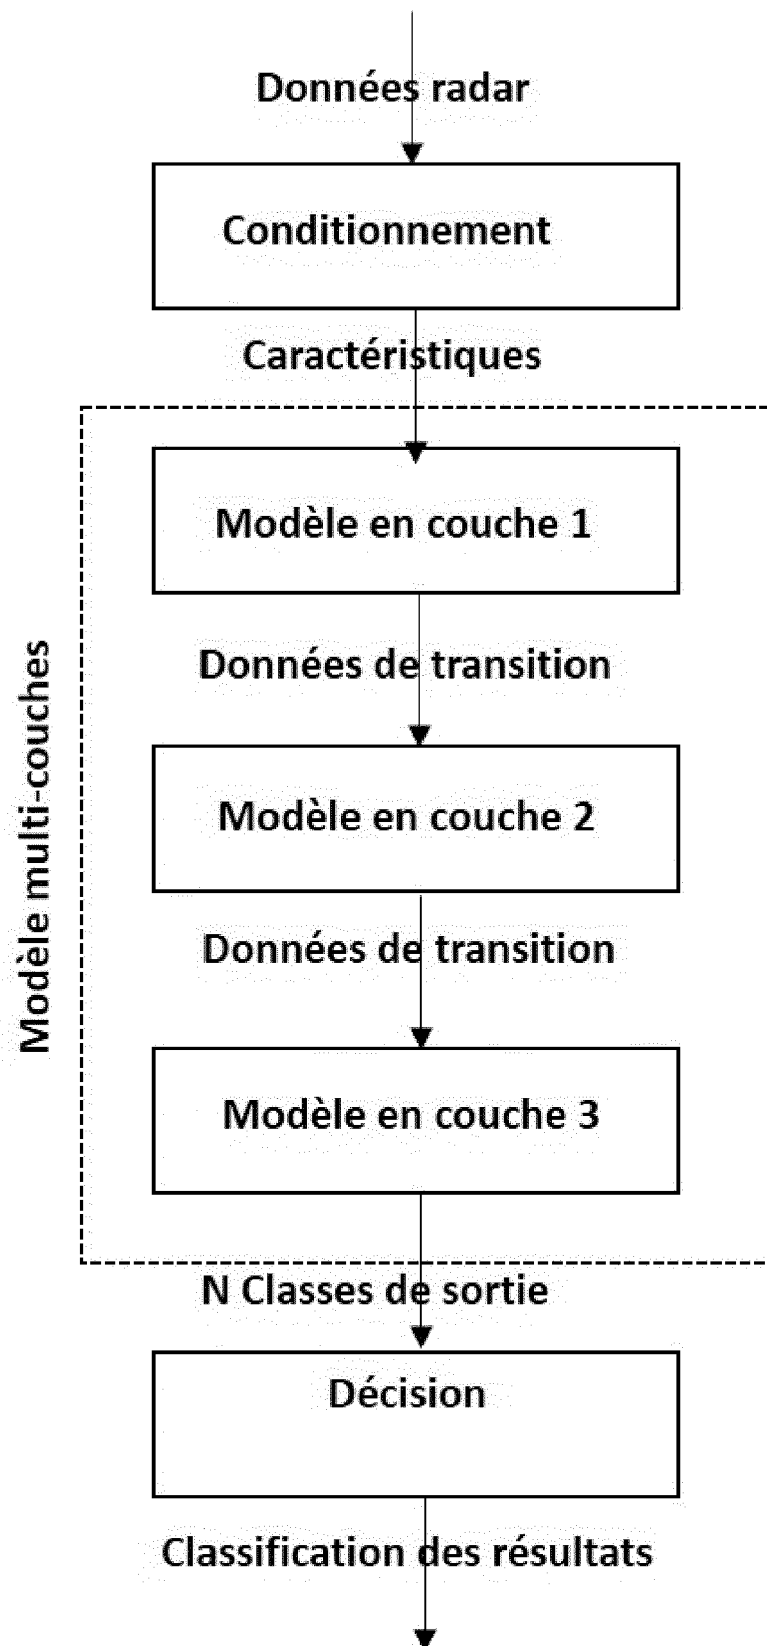 Données radar
Conditionnement
Caractéristiques
Modèle multi-couches
Modèle en couche 1
Données de transition
Modèle en couche 2
Données de transition
Modèle en couche 3
N Classes de sortie
Décision
Classification des résultats